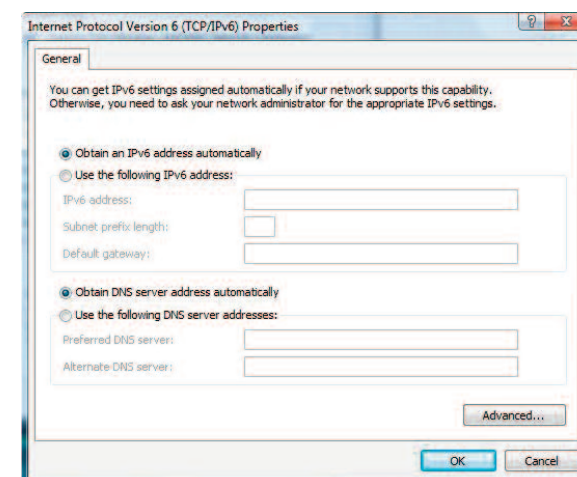 Internet Protocol Version 6 (TCP/IPv6) Properties
?
X
General
You can get IPv6 settings assigned automatically if your network supports this capability.
Otherwise, you need to ask your network administrator for the appropriate IPv6 settings.
Obtain an IPv6 address automatically
Use the following IPv6 address:
IPv6 address:
Subnet prefix length:
Default gateway:
Obtain DNS server address automatically
Use the following DNS server addresses:
Preferred DNS server:
Alternate DNS server:
Advanced...
OK
Cancel